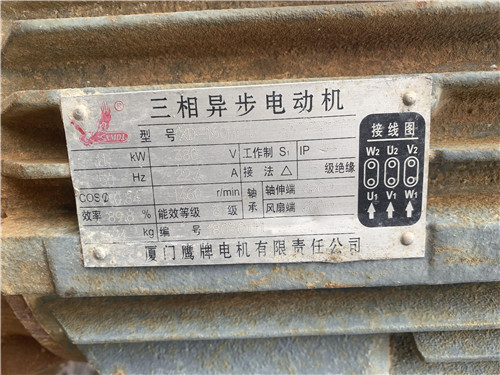 三相异步电动机
XMDJ ®
型号
接线图
kW V 工作制 S₁ IP
W₂ U₂ V₂
Hz A 接法 △ 级绝缘
COSφ r/min 轴承 轴伸端
效率 % 能效等级 级 风扇端
U₁ V₁ W₁
kg 编号
厦门鹰牌电机有限责任公司